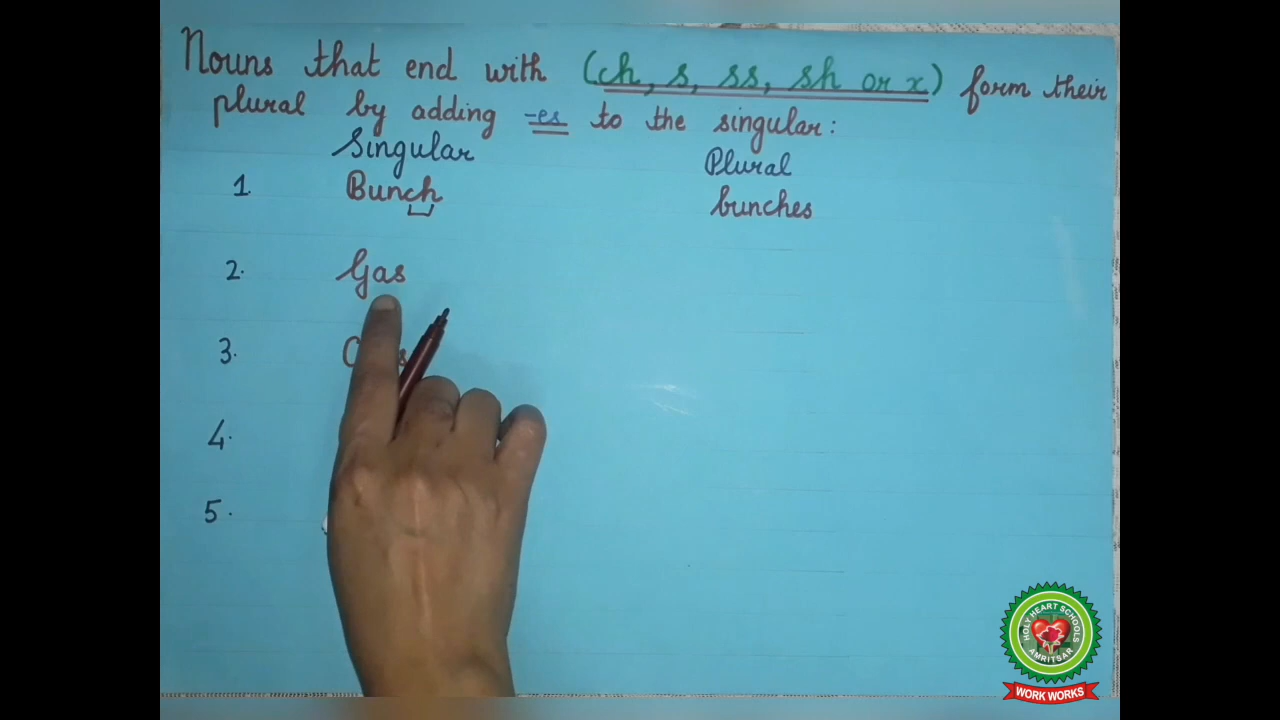 Nouns that end with (ch, s, ss, sh or x) form their
plural by adding -es to the singular:
Singular Plural
1. Bunch bunches
2. Gas
3.
4.
5.
HOLY HEART SCHOOLS
AMRITSAR
WORK WORKS